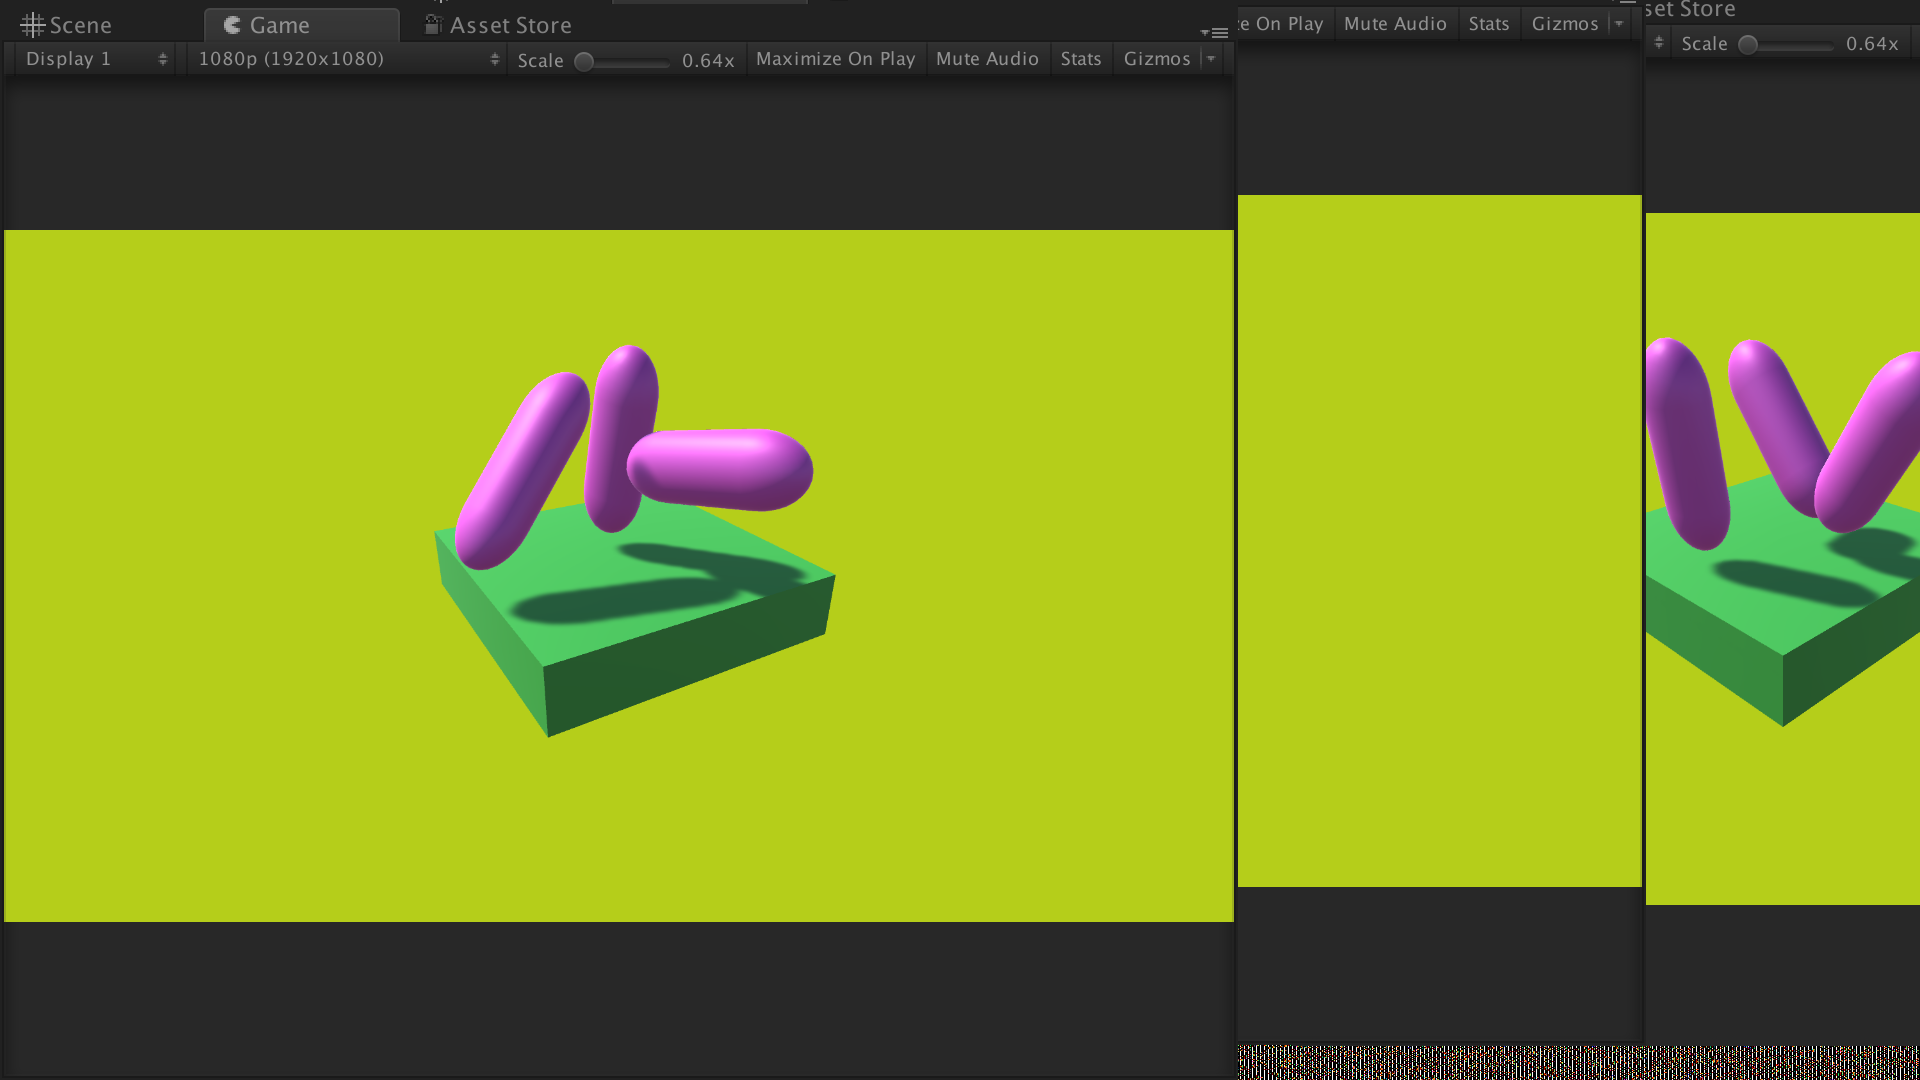 Scene Game Asset Store
Display 1 1080p (1920x1080) Scale 0.64x Maximize On Play Mute Audio Stats Gizmos
On Play Mute Audio Stats Gizmos
Store
Scale 0.64x